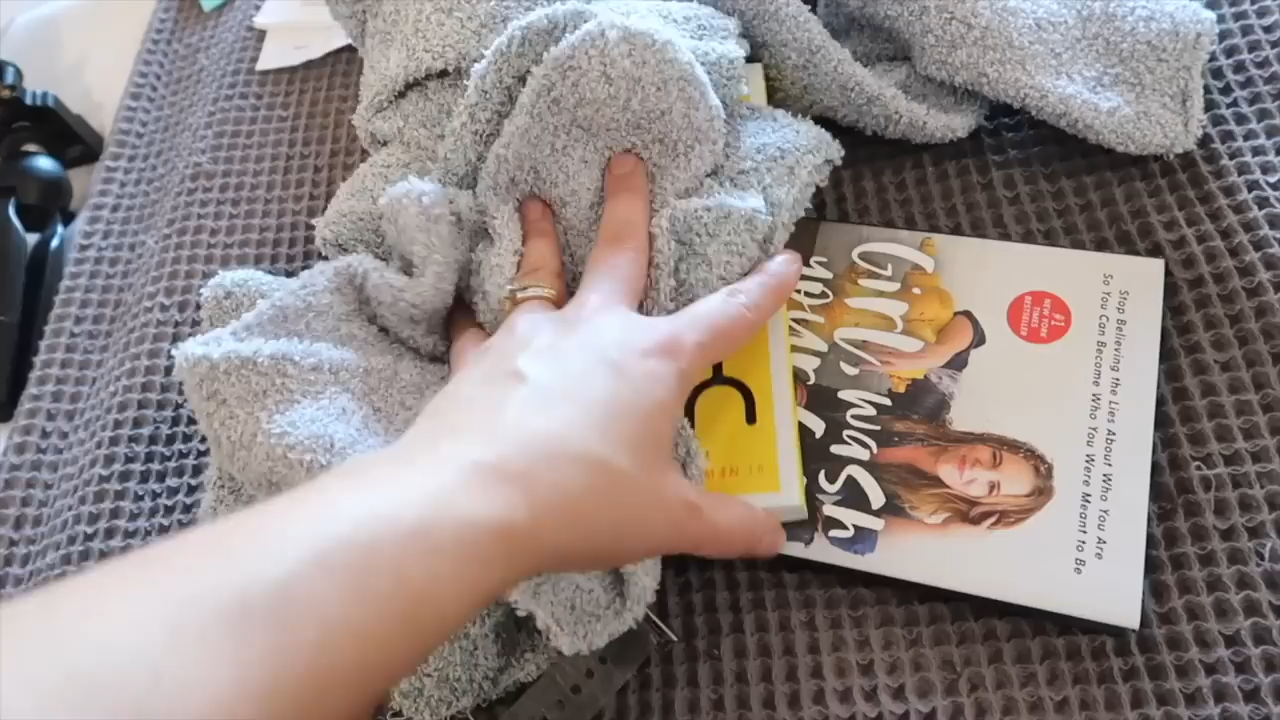 Stop Believing the Lies About Who You Are
So You Can Become Who You Were Meant to Be
#1
NEW YORK
TIMES
BESTSELLER
Girl, wash
your